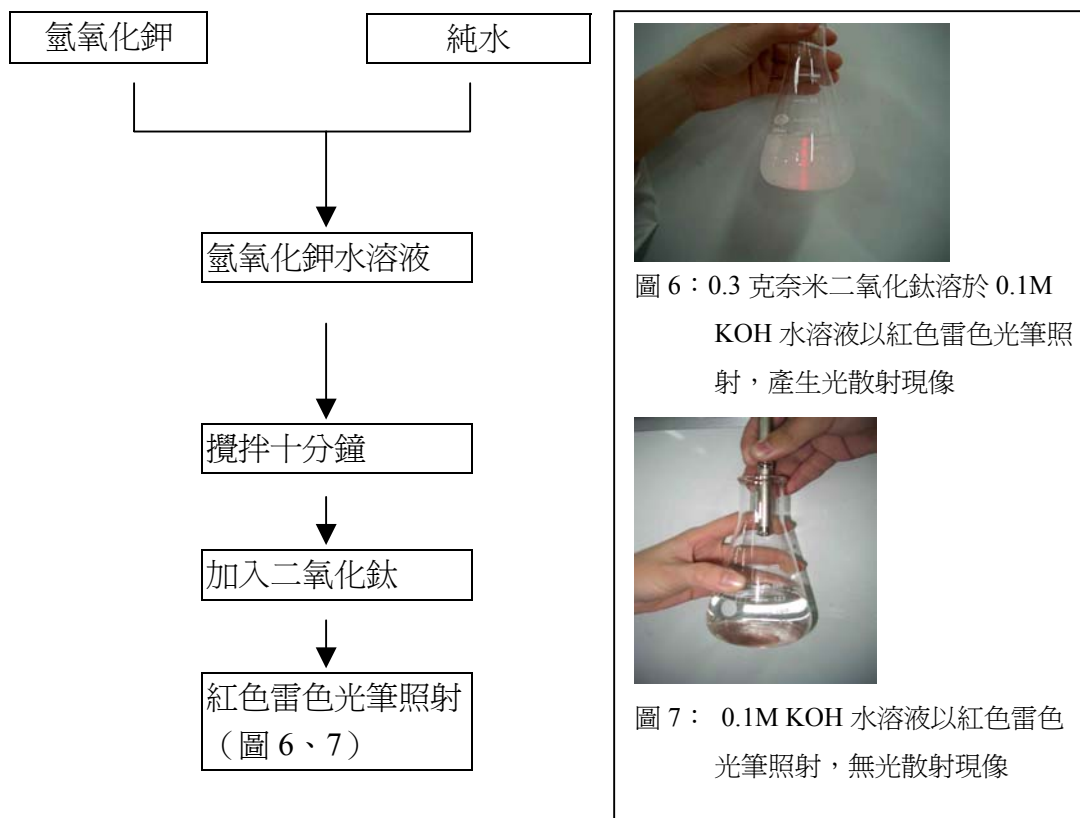 氫氧化鉀
純水
氫氧化鉀水溶液
攪拌十分鐘
加入二氧化鈦
紅色雷色光筆照射
（圖 6、7）
圖 6：0.3 克奈米二氧化鈦溶於 0.1M
KOH 水溶液以紅色雷色光筆照
射，產生光散射現像
圖 7： 0.1M KOH 水溶液以紅色雷色
光筆照射，無光散射現像